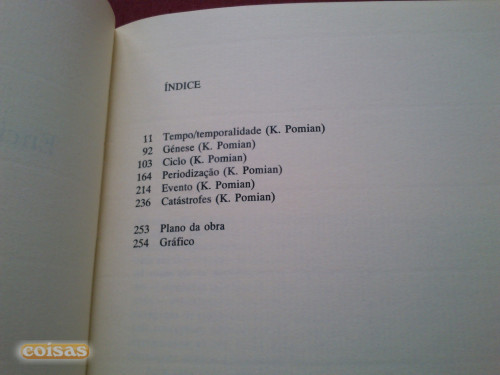 ÍNDICE
11 Tempo/temporalidade (K. Pomian)
92 Génese (K. Pomian)
103 Ciclo (K. Pomian)
164 Periodização (K. Pomian)
214 Evento (K. Pomian)
236 Catástrofes (K. Pomian)
253 Plano da obra
254 Gráfico
coisas